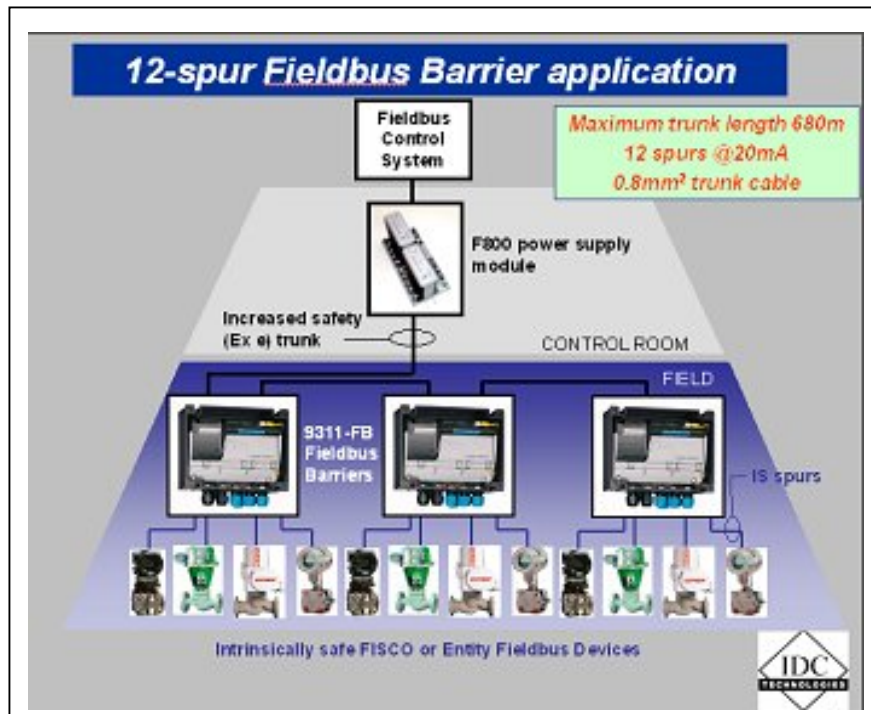 12-spur Fieldbus Barrier application
Fieldbus
Control
System
Maximum trunk length 680m
12 spurs @20mA
0.8mm² trunk cable
F800 power supply
module
Increased safety
(Ex e) trunk
CONTROL ROOM
FIELD
9311-FB
Fieldbus
Barriers
IS spurs
Intrinsically safe FISCO or Entity Fieldbus Devices
IDC
TECHNOLOGIES